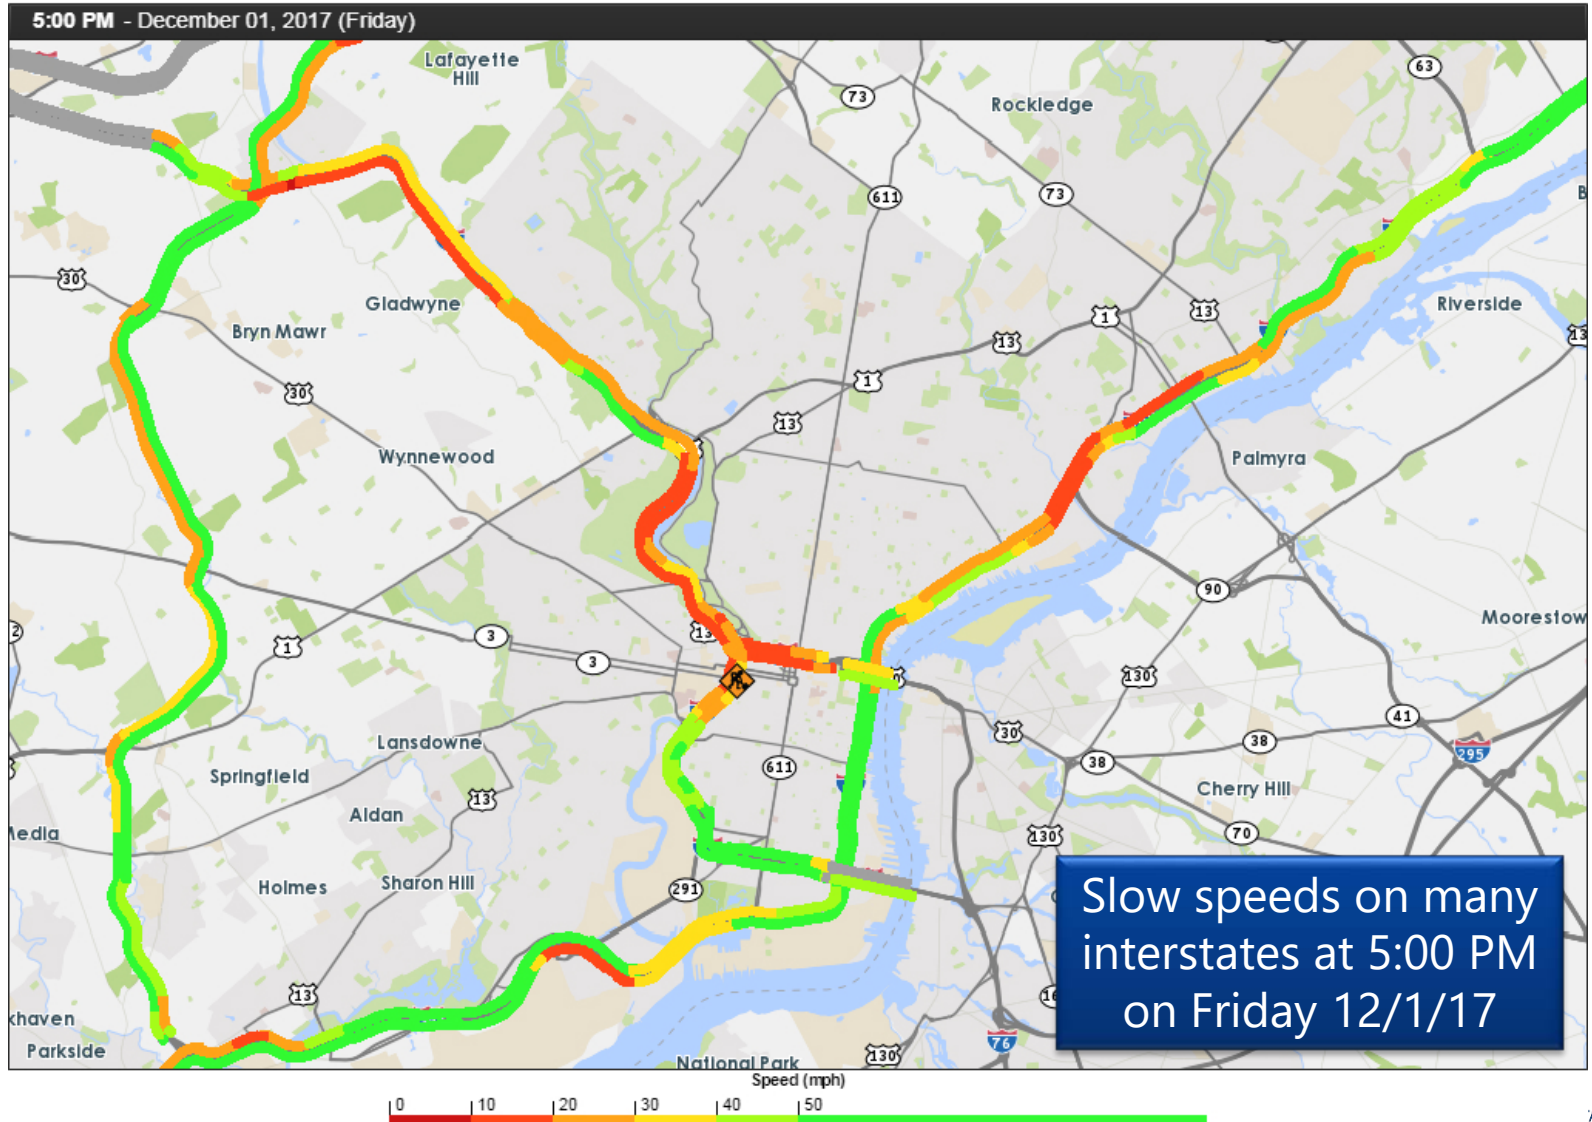 5:00 PM - December 01, 2017 (Friday)
Lafayette
Hill
63
73
Rockledge
611
73
30
Gladwyne
Bryn Mawr
1
13
Riverside
13
13
30
1
13
Wynnewood
Palmyra
90
Moorestow
3
1
3
13
130
30
41
38
38
295
Lansdowne
Springfield
611
Cherry Hill
13
Aldan
130
70
Media
Holmes
Sharon Hill
291
Slow speeds on many
interstates at 5:00 PM
on Friday 12/1/17
13
khaven
Parkside
76
130
National Park
Speed (mph)
0 10 20 30 40 50